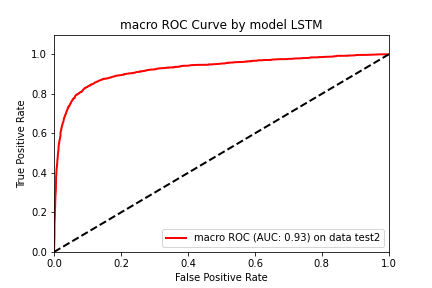 macro ROC Curve by model LSTM
True Positive Rate
1.0
0.8
0.6
0.4
0.2
0.0
macro ROC (AUC: 0.93) on data test2
0.0 0.2 0.4 0.6 0.8 1.0
False Positive Rate